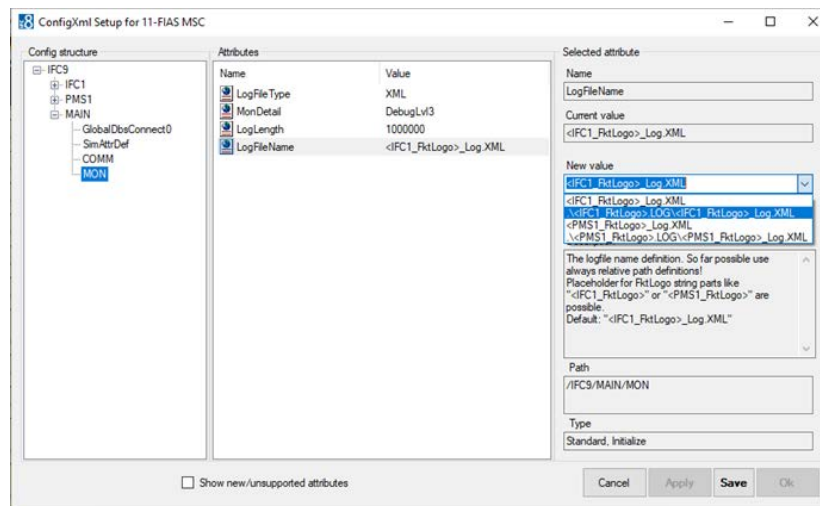 ConfigXml Setup for 11-FIAS MSC
Config structure
IFC9
IFC1
PMS1
MAIN
GlobalDbsConnect0
SimAttrDef
COMM
MON
Attributes
Name Value
LogFileType XML
MonDetail DebugLvl3
LogLength 1000000
LogFileName <IFC1_FktLogo>_Log.XML
Selected attribute
Name
LogFileName
Current value
<IFC1_FktLogo>_Log.XML
New value
<IFC1_FktLogo>_Log.XML
<IFC1_FktLogo>_Log.XML
.\<IFC1_FktLogo>.LOG\<IFC1_FktLogo>_Log.XML
<PMS1_FktLogo>_Log.XML
.\<PMS1_FktLogo>.LOG\<PMS1_FktLogo>_Log.XML
The logfile name definition. So far possible use
always relative path definitions!
Placeholder for FktLogo string parts like
"<IFC1_FktLogo>" or "<PMS1_FktLogo>" are
possible.
Default: "<IFC1_FktLogo>_Log.XML"
Path
/IFC9/MAIN/MON
Type
Standard, Initialize
Show new/unsupported attributes
Cancel Apply Save Ok